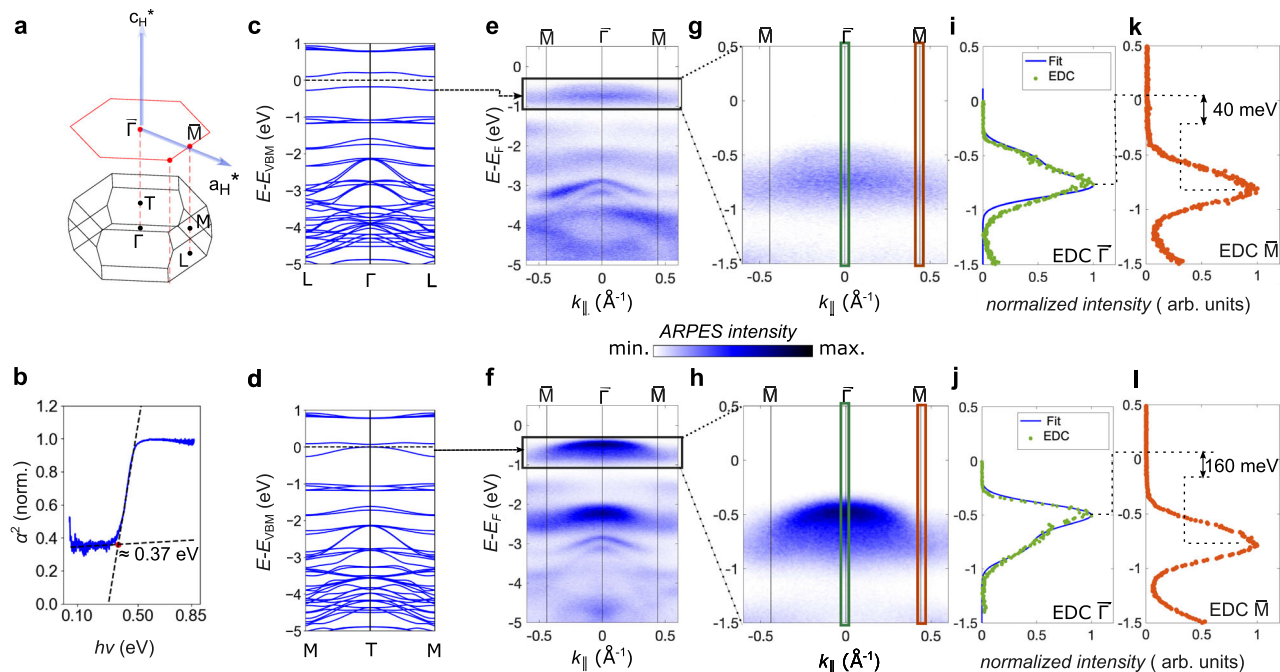 a
c_H*
Γ̅
M̅
a_H*
T
M
Γ
L
b
α² (norm.)
1.2
1.0
0.8
0.6
0.4
0.2
0.0
≈ 0.37 eV
0.10
0.50
0.85
hν
(eV)
c
E-E_VBM (eV)
1
0
−1
−2
−3
−4
−5
L
Γ
L
d
E-E_VBM (eV)
1
0
−1
−2
−3
−4
−5
M
T
M
e
M̅
Γ̅
M̅
E-E_F (eV)
0
-1
-2
-3
-4
5
-0.5
0
0.5
k_∥ (Å⁻¹)
ARPES intensity
min.
max.
f
M̅
Γ̅
M̅
E-E_F (eV)
0
-1
-2
-3
-4
-5
-0.5
0
0.5
k_∥ (Å⁻¹)
g
M̅
Γ̅
M̅
0
-0.5
-1
-1.5
-0.5
0
0.5
k_∥ (Å⁻¹)
h
M̅
Γ̅
M̅
-0.5
0
-0.5
-1
-1.5
-0.5
0
0.5
k_∥ (Å⁻¹)
i
Fit
EDC
0.5
0
-0.5
-1
-1.5
EDC Γ̅
0
0.5
1
40 meV
k
0.5
0
-0.5
-1
-1.5
EDC M̅
0
0.5
1
normalized intensity ( arb. units)
j
Fit
EDC
0.5
0
-0.5
-1
-1.5
EDC Γ̅
0
0.5
1
160 meV
l
0.5
0
-0.5
-1
-1.5
EDC M̅
0
0.5
1
normalized intensity ( arb. units)